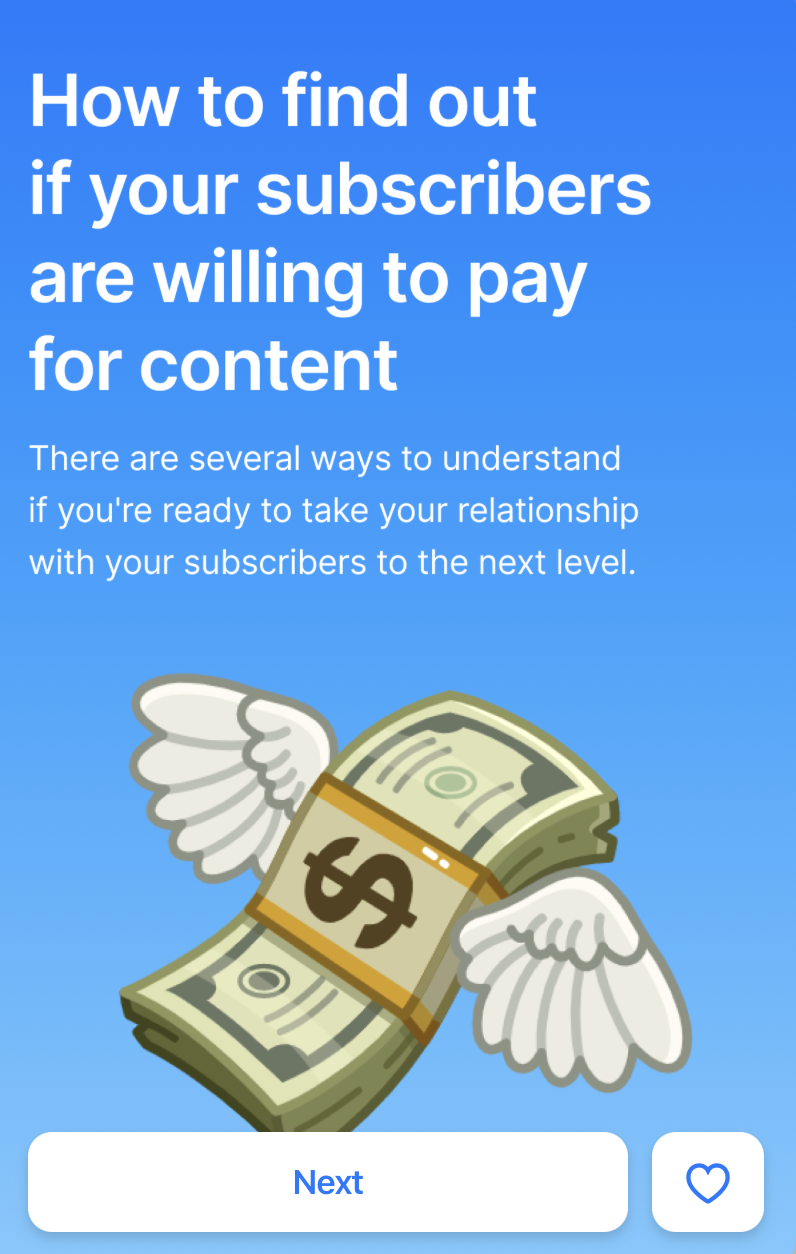 How to find out
if your subscribers
are willing to pay
for content
There are several ways to understand
if you're ready to take your relationship
with your subscribers to the next level.
$
Next